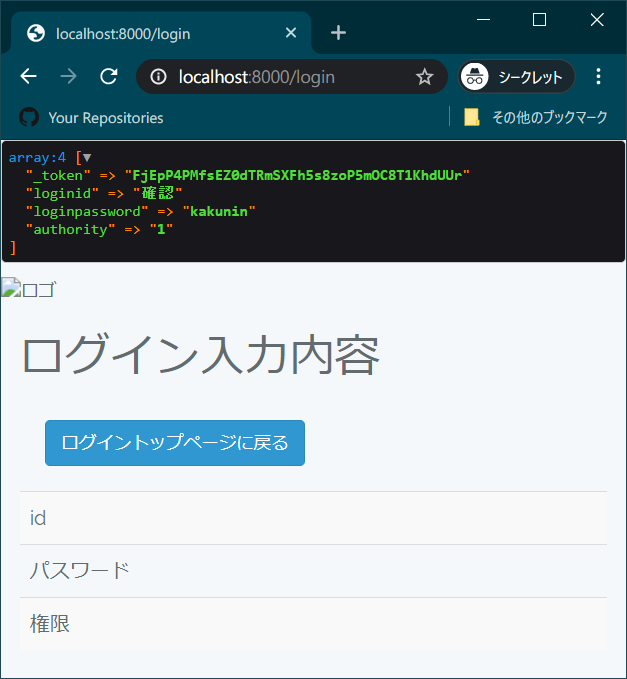 localhost:8000/login
localhost:8000/login
シークレット
Your Repositories
その他のブックマーク
array:4 [▼
"_token" => "FjEpP4PMfsEZ0dTRmSXFh5s8zoP5mOC8T1KhdUUr"
"loginid" => "確認"
"loginpassword" => "kakunin"
"authority" => "1"
]
ロゴ
ログイン入力内容
ログイントップページに戻る
id
パスワード
権限